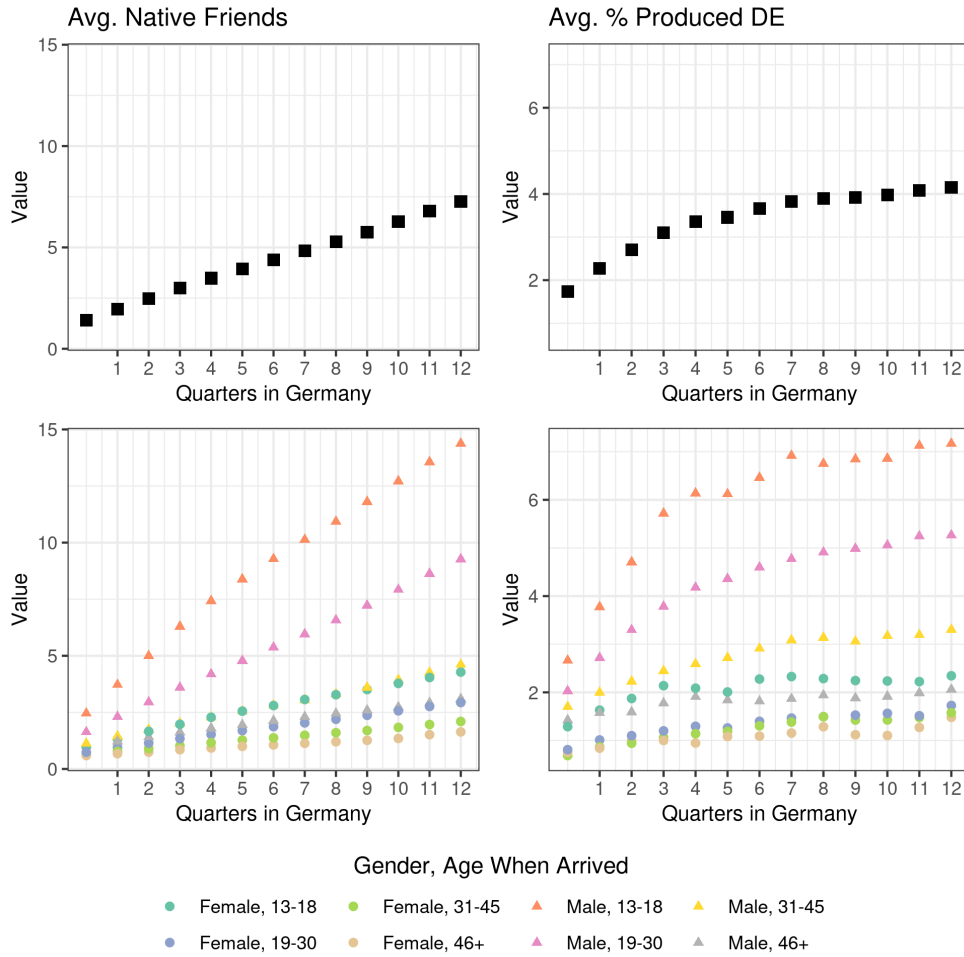 Avg. Native Friends
Avg. % Produced DE
15
10
5
0
Value
1 2 3 4 5 6 7 8 9 10 11 12
Quarters in Germany
6
4
2
Value
1 2 3 4 5 6 7 8 9 10 11 12
Quarters in Germany
15
10
5
0
Value
1 2 3 4 5 6 7 8 9 10 11 12
Quarters in Germany
6
4
2
Value
1 2 3 4 5 6 7 8 9 10 11 12
Quarters in Germany
Gender, Age When Arrived
Female, 13-18 Female, 31-45 Male, 13-18 Male, 31-45
Female, 19-30 Female, 46+ Male, 19-30 Male, 46+